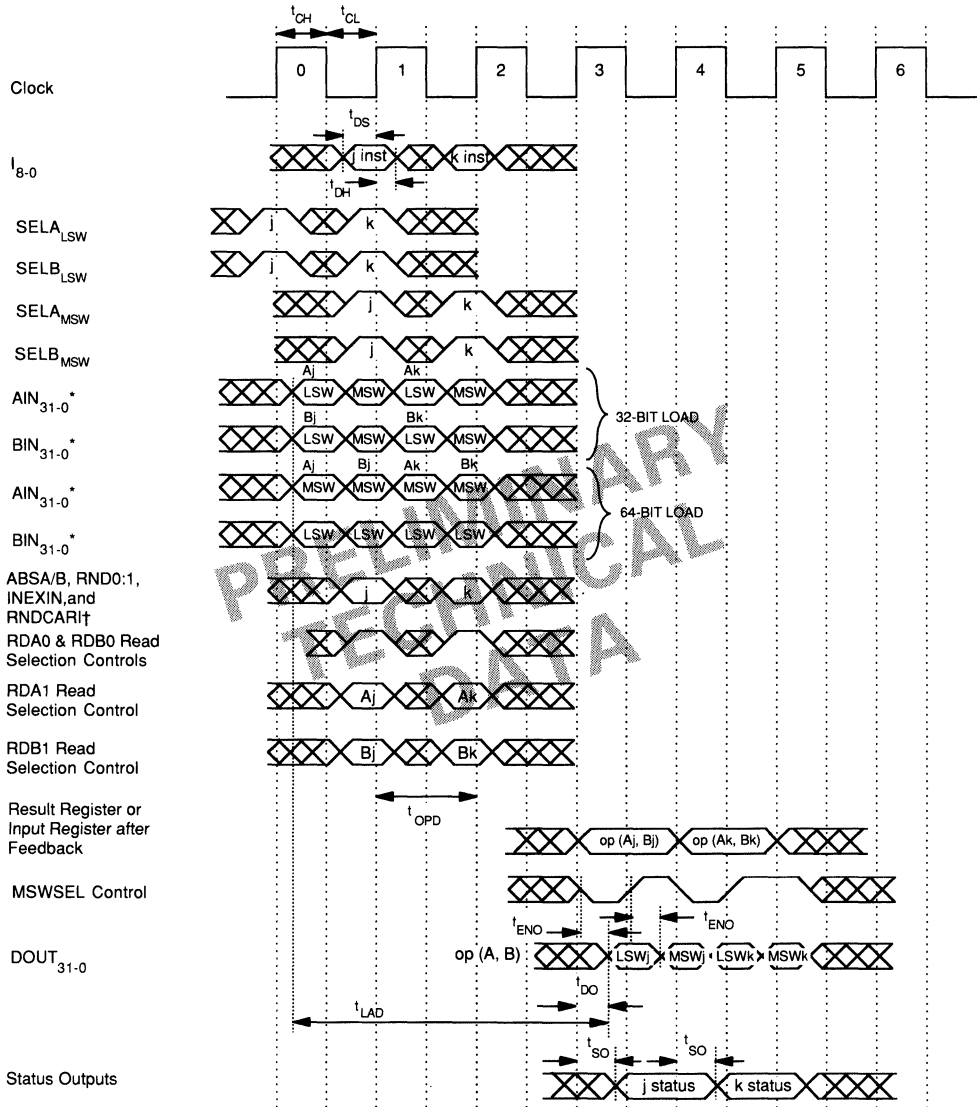 tCH tCL
Clock 0 1 2 3 4 5 6
tDS
I8-0 j inst k inst
tDH
SELALSW j k
SELBLSW j k
SELAMSW j k
SELBMSW j k
Aj Ak
AIN31-0* LSW MSW LSW MSW
32-BIT LOAD
Bj Bk
BIN31-0* LSW MSW LSW MSW
Aj Bj Ak Bk
AIN31-0* MSW MSW MSW MSW
64-BIT LOAD
BIN31-0* LSW LSW LSW LSW
PRELIMINARY
TECHNICAL
DATA
ABSA/B, RND0:1,
INEXIN,and
RNDCARI† j k
RDA0 & RDB0 Read
Selection Controls
RDA1 Read
Selection Control Aj Ak
RDB1 Read
Selection Control Bj Bk
tOPD
Result Register or
Input Register after
Feedback op (Aj, Bj) op (Ak, Bk)
MSWSEL Control
tENO tENO
DOUT31-0 op (A, B) LSWj MSWj LSWk MSWk
tDO
tLAD
tSO tSO
Status Outputs j status k status